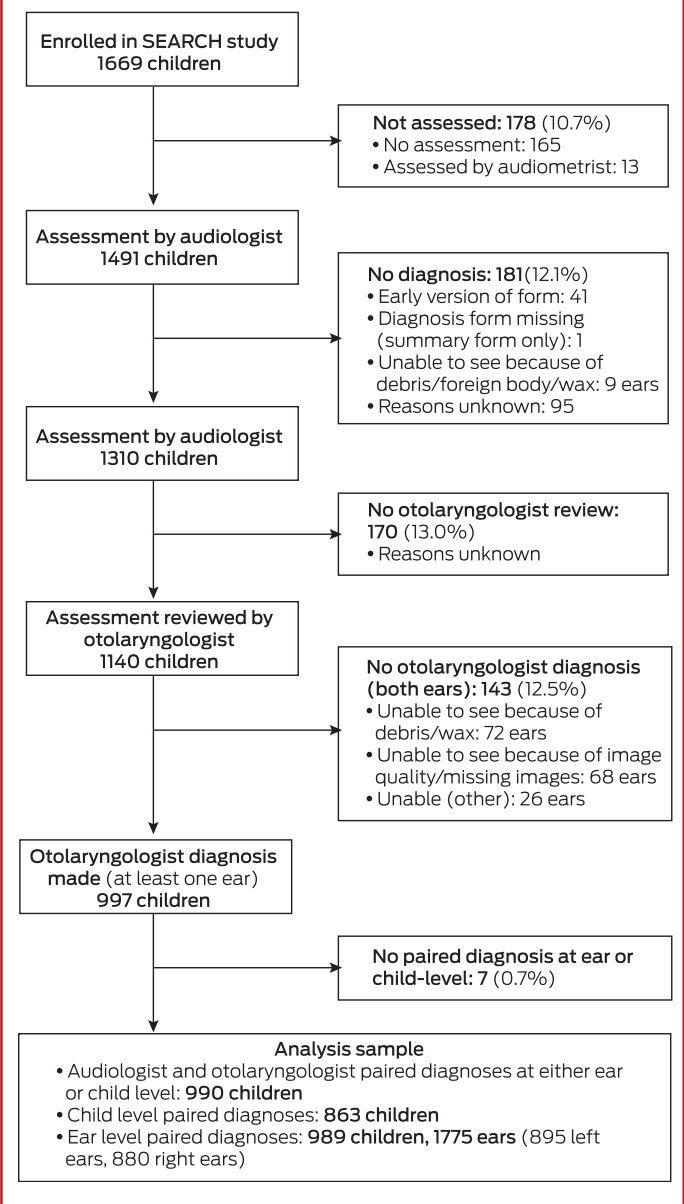 Enrolled in SEARCH study
1669 children
Not assessed: 178 (10.7%)
• No assessment: 165
• Assessed by audiometrist: 13
Assessment by audiologist
1491 children
No diagnosis: 181(12.1%)
• Early version of form: 41
• Diagnosis form missing
(summary form only): 1
• Unable to see because of
debris/foreign body/wax: 9 ears
• Reasons unknown: 95
Assessment by audiologist
1310 children
No otolaryngologist review:
170 (13.0%)
• Reasons unknown
Assessment reviewed by
otolaryngologist
1140 children
No otolaryngologist diagnosis
(both ears): 143 (12.5%)
• Unable to see because of
debris/wax: 72 ears
• Unable to see because of image
quality/missing images: 68 ears
• Unable (other): 26 ears
Otolaryngologist diagnosis
made (at least one ear)
997 children
No paired diagnosis at ear or
child-level: 7 (0.7%)
Analysis sample
• Audiologist and otolaryngologist paired diagnoses at either ear
or child level: 990 children
• Child level paired diagnoses: 863 children
• Ear level paired diagnoses: 989 children, 1775 ears (895 left
ears, 880 right ears)